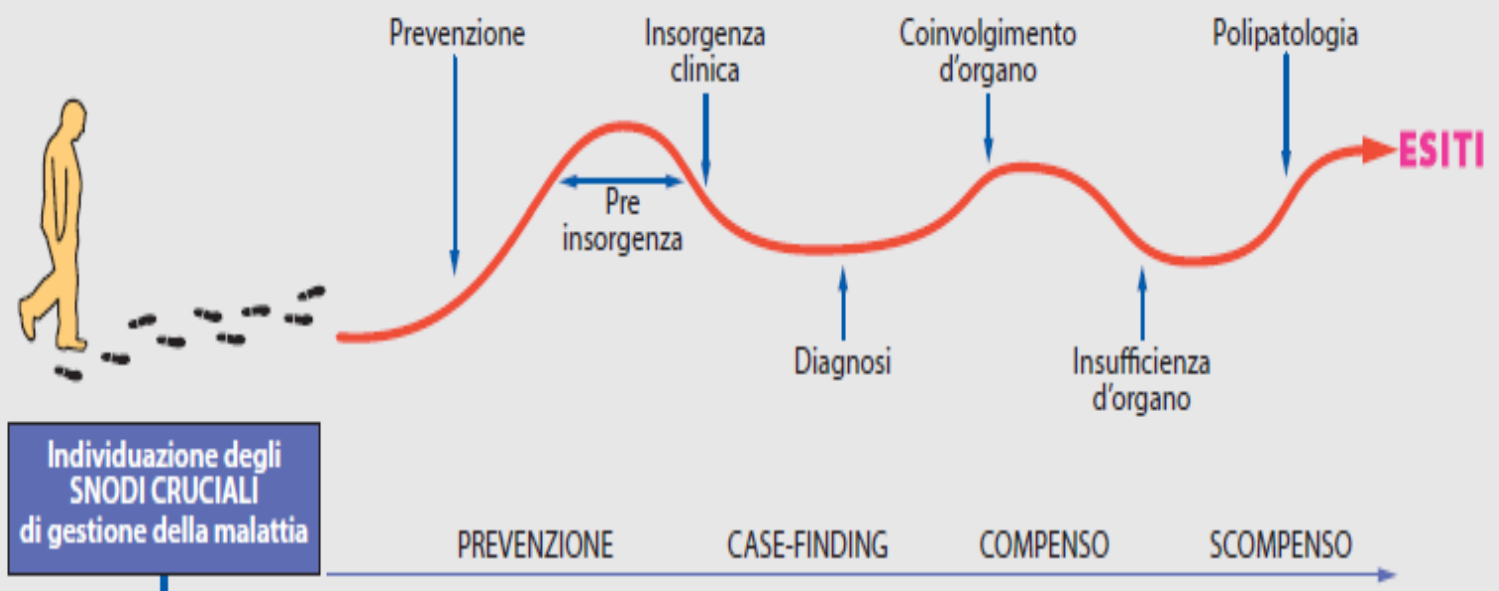 Prevenzione
Insorgenza
clinica
Coinvolgimento
d'organo
Polipatologia
ESITI
Pre
insorgenza
Diagnosi
Insufficienza
d'organo
Individuazione degli
SNODI CRUCIALI
di gestione della malattia
PREVENZIONE
CASE-FINDING
COMPENSO
SCOMPENSO